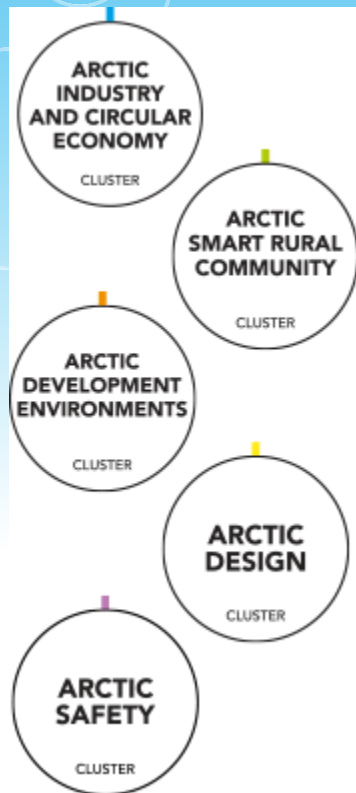 ARCTIC
INDUSTRY
AND CIRCULAR
ECONOMY
CLUSTER
ARCTIC
SMART RURAL
COMMUNITY
CLUSTER
ARCTIC
DEVELOPMENT
ENVIRONMENTS
CLUSTER
ARCTIC
DESIGN
CLUSTER
ARCTIC
SAFETY
CLUSTER